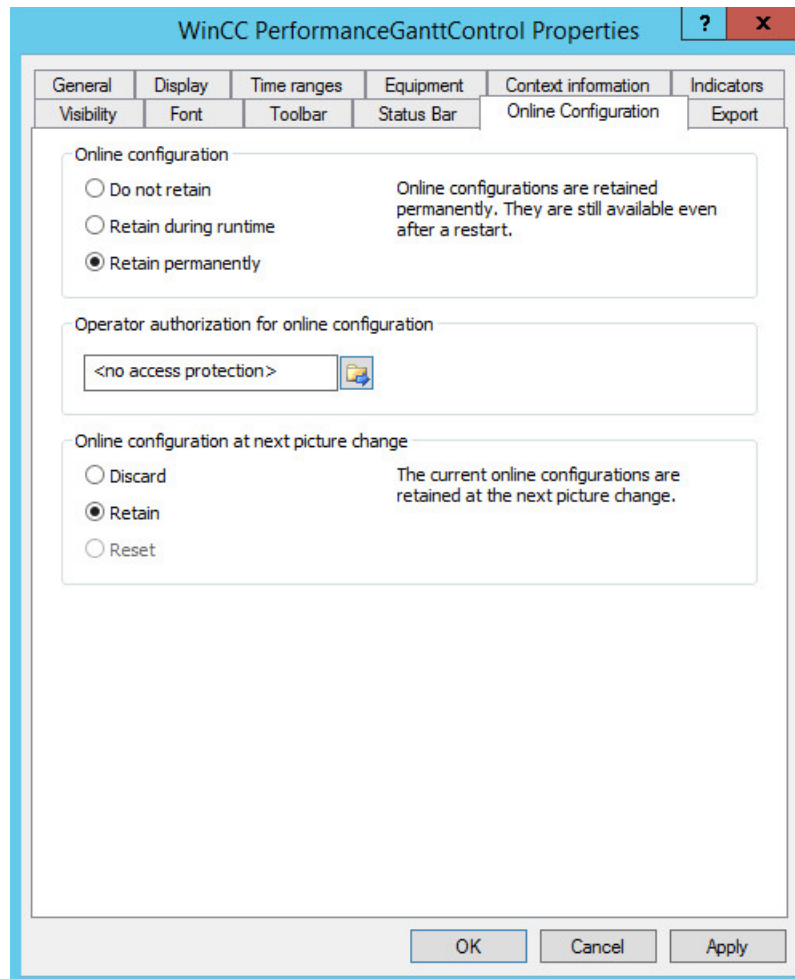 WinCC PerformanceGanttControl Properties
?
x
General
Display
Time ranges
Equipment
Context information
Indicators
Visibility
Font
Toolbar
Status Bar
Online Configuration
Export
Online configuration
Do not retain
Retain during runtime
Retain permanently
Online configurations are retained
permanently. They are still available even
after a restart.
Operator authorization for online configuration
<no access protection>
Online configuration at next picture change
Discard
Retain
Reset
The current online configurations are
retained at the next picture change.
OK
Cancel
Apply